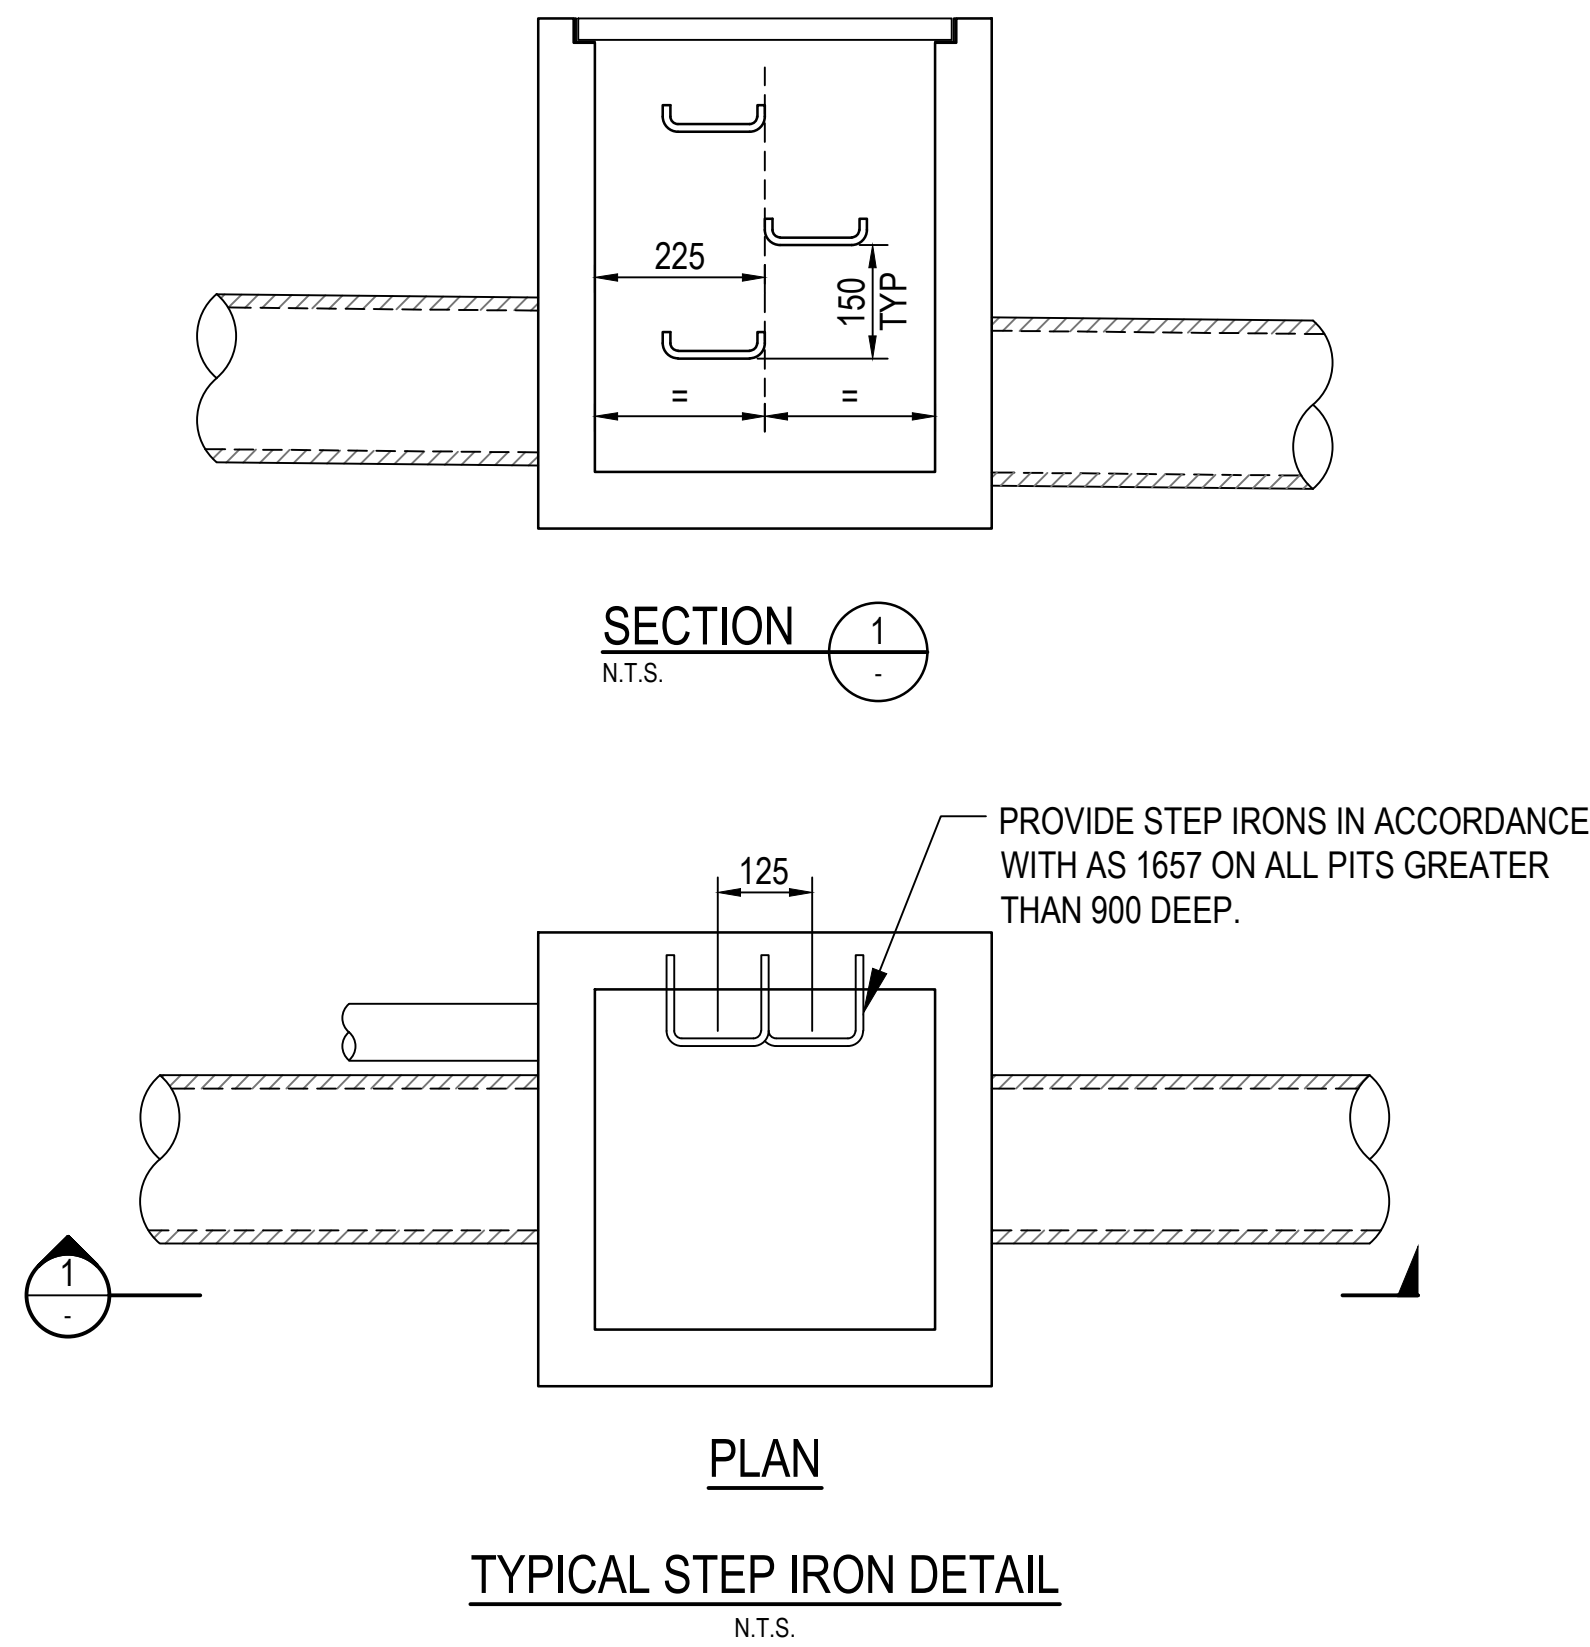 225
150
TYP
=
=
SECTION
1
-
N.T.S.
PROVIDE STEP IRONS IN ACCORDANCE
WITH AS 1657 ON ALL PITS GREATER
THAN 900 DEEP.
125
1
-
PLAN
TYPICAL STEP IRON DETAIL
N.T.S.